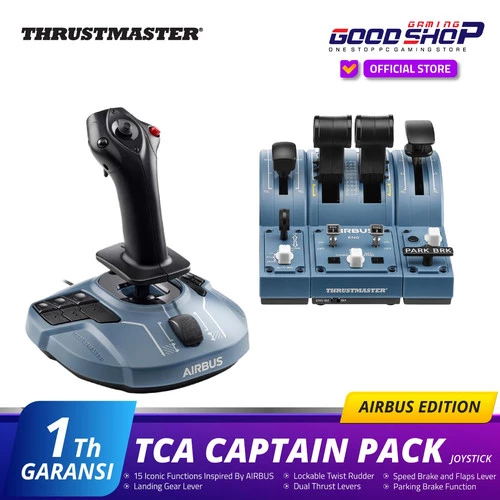 THRUSTMASTER®
GAMING
GOODSHOP
ONE STOP PC GAMING STORE
OFFICIAL STORE
AIRBUS
PARK BRK
THRUSTMASTER
THRUSTMASTER
AIRBUS
AIRBUS EDITION
1Th
GARANSI
TCA CAPTAIN PACK JOYSTICK
• 15 Iconic Functions Inspired By AIRBUS
• Landing Gear Lever
• Lockable Twist Rudder
• Dual Thrust Levers
• Speed Brake and Flaps Lever
• Parking Brake Function